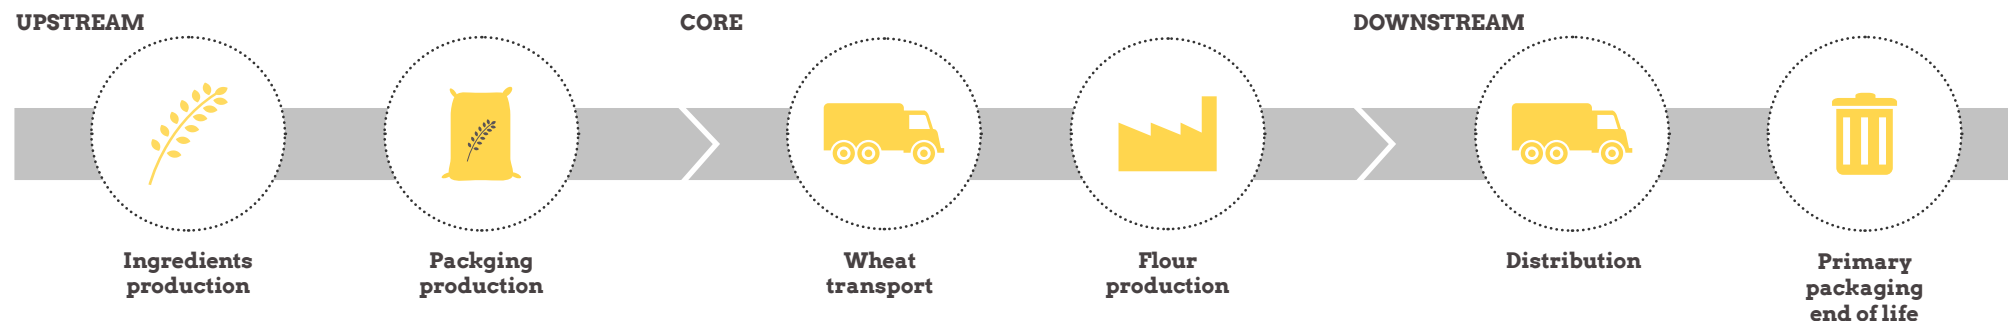 UPSTREAM
CORE
DOWNSTREAM
Ingredients
production
Packging
production
Wheat
transport
Flour
production
Distribution
Primary
packaging
end of life